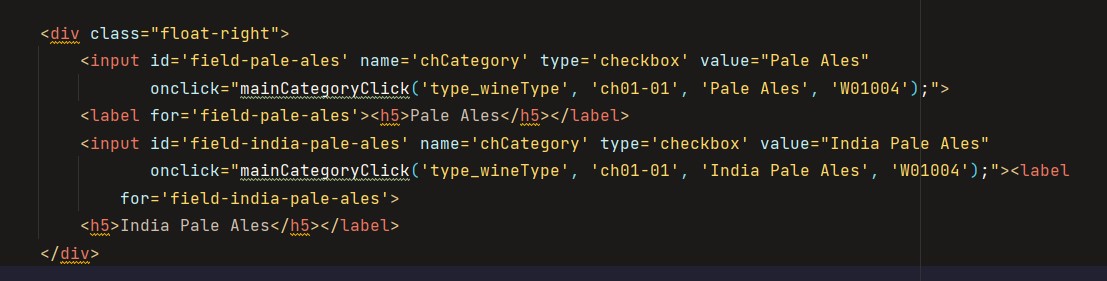 <div class="float-right">
<input id='field-pale-ales' name='chCategory' type='checkbox' value="Pale Ales"
onclick="mainCategoryClick('type_wineType', 'ch01-01', 'Pale Ales', 'W01004');">
<label for='field-pale-ales'><h5>Pale Ales</h5></label>
<input id='field-india-pale-ales' name='chCategory' type='checkbox' value="India Pale Ales"
onclick="mainCategoryClick('type_wineType', 'ch01-01', 'India Pale Ales', 'W01004');"><label
for='field-india-pale-ales'>
<h5>India Pale Ales</h5></label>
</div>